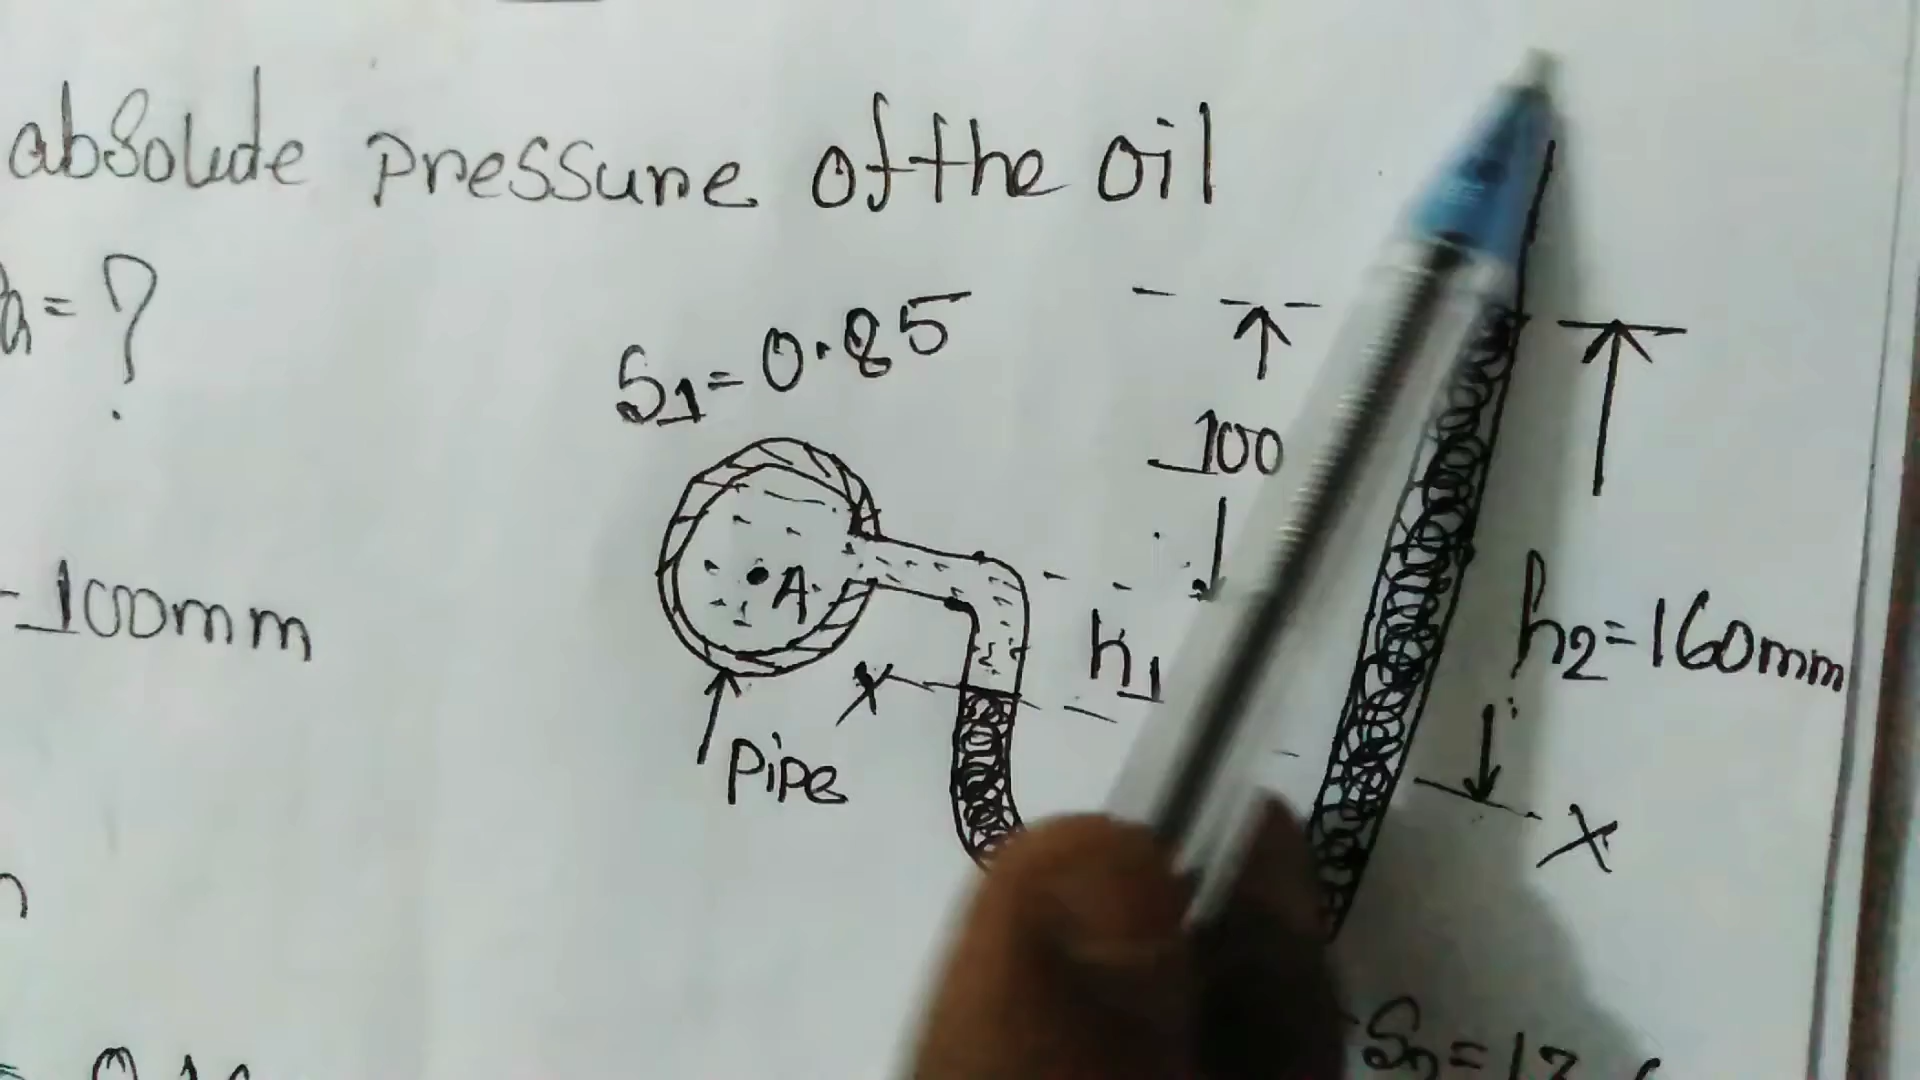 absolute pressure of the oil
= ?
S1 = 0.85
100
- 100mm
A
h1
h2 = 160mm
X
pipe
X